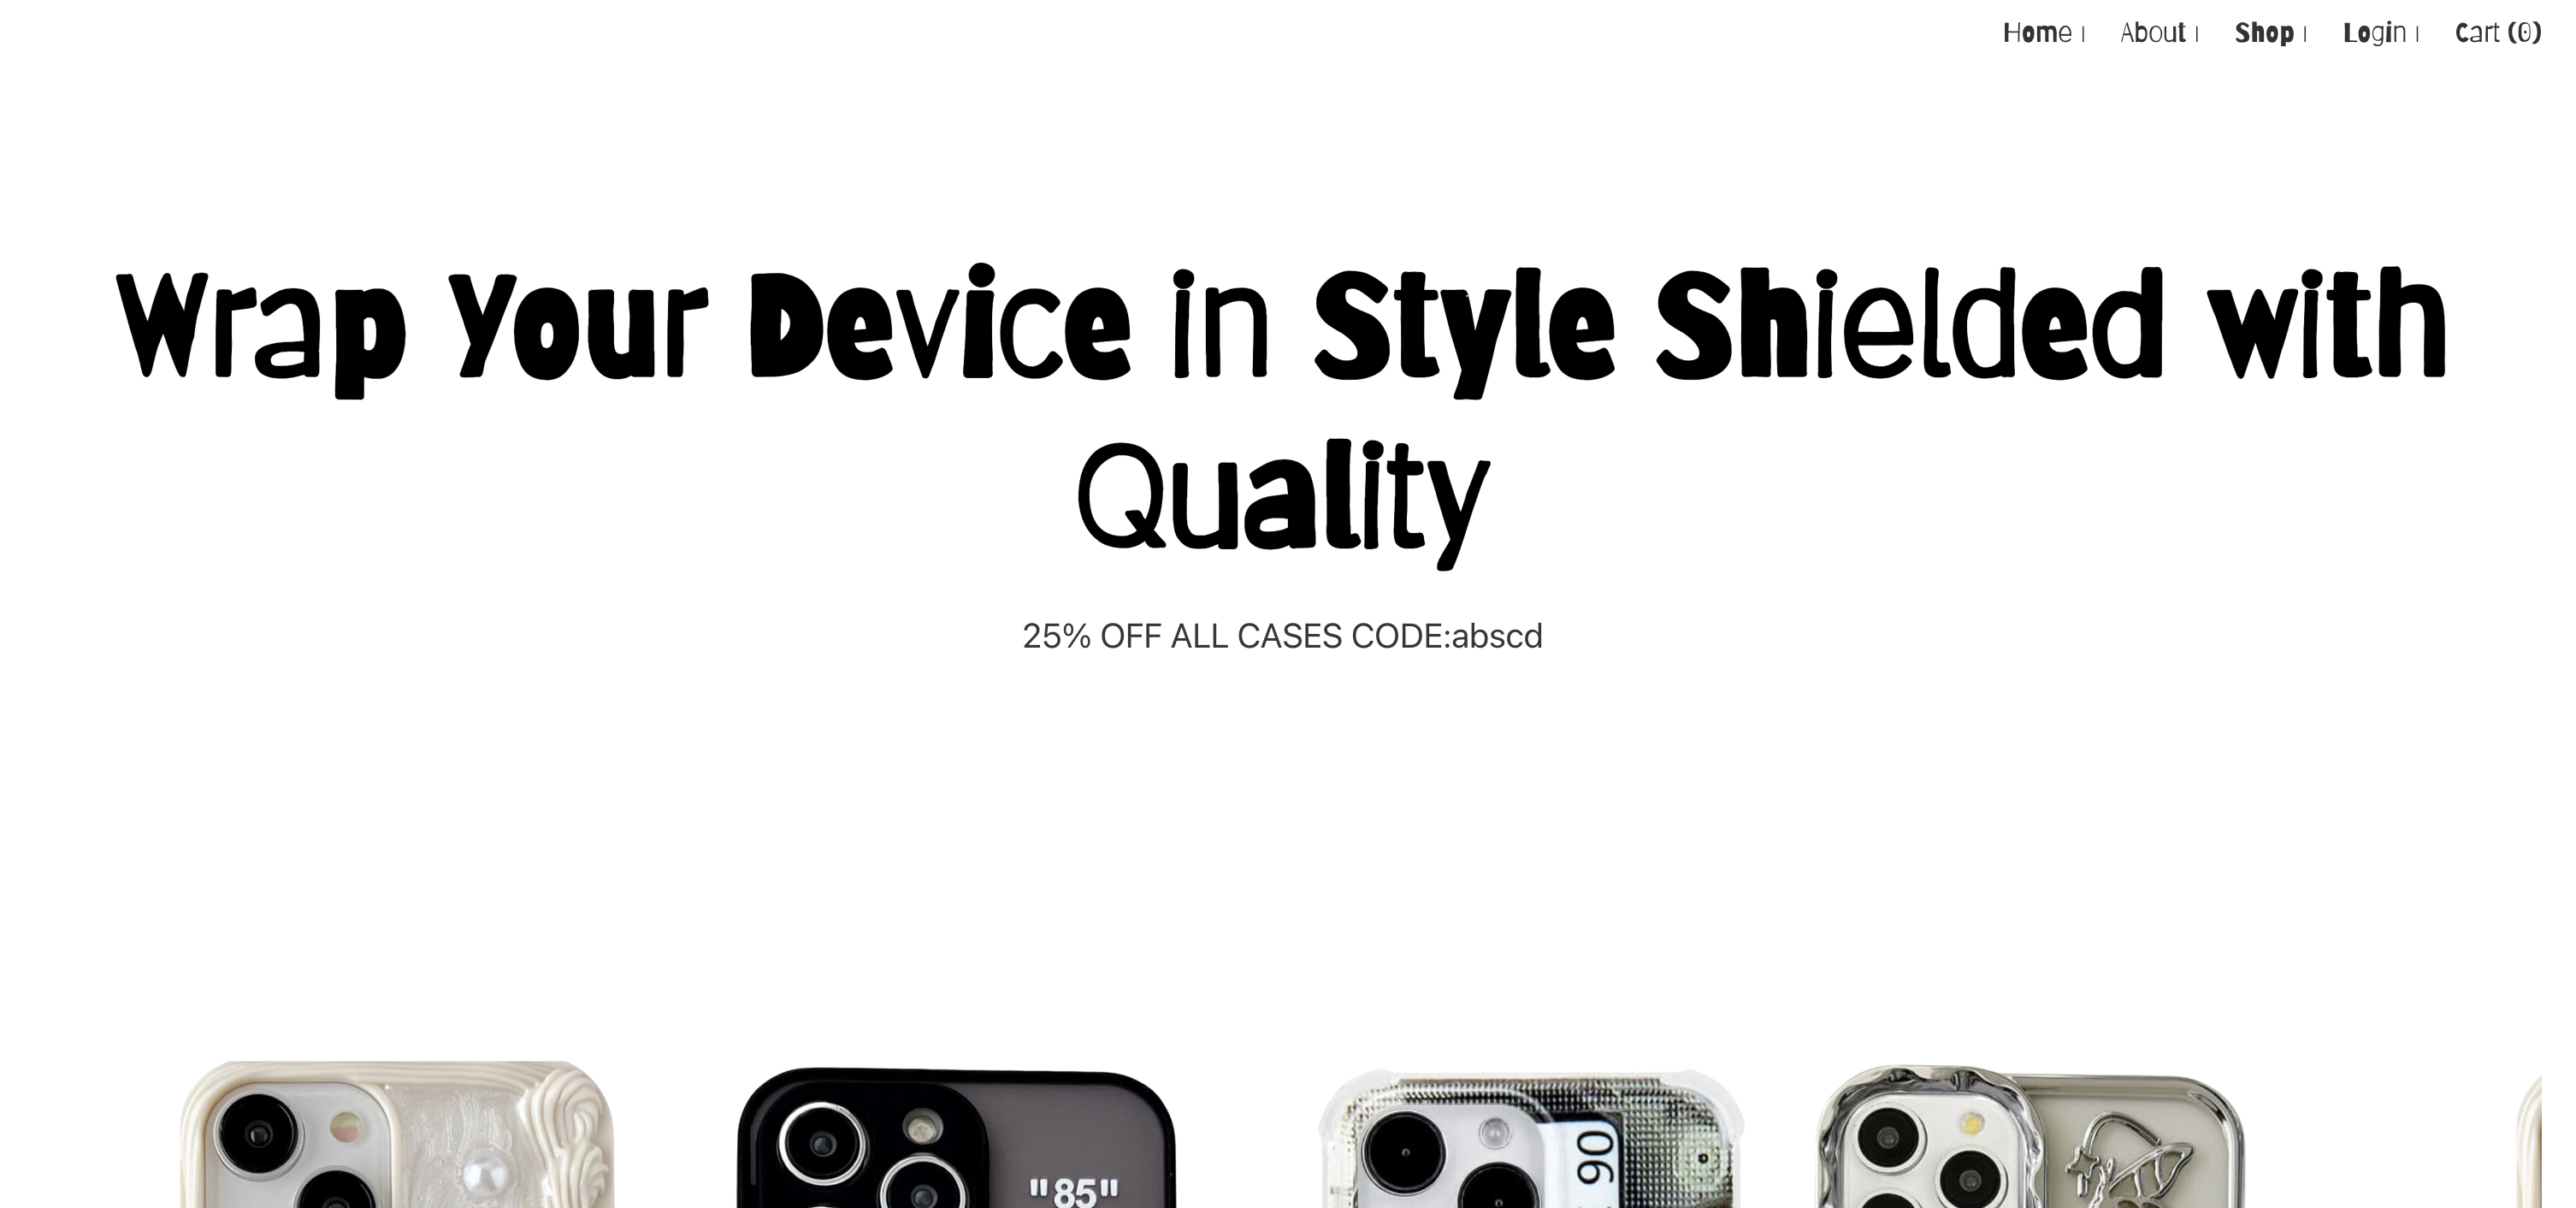 Home | About | Shop | Login | Cart (0)
Wrap Your Device in Style Shielded with
Quality
25% OFF ALL CASES CODE:abscd
"85"
90